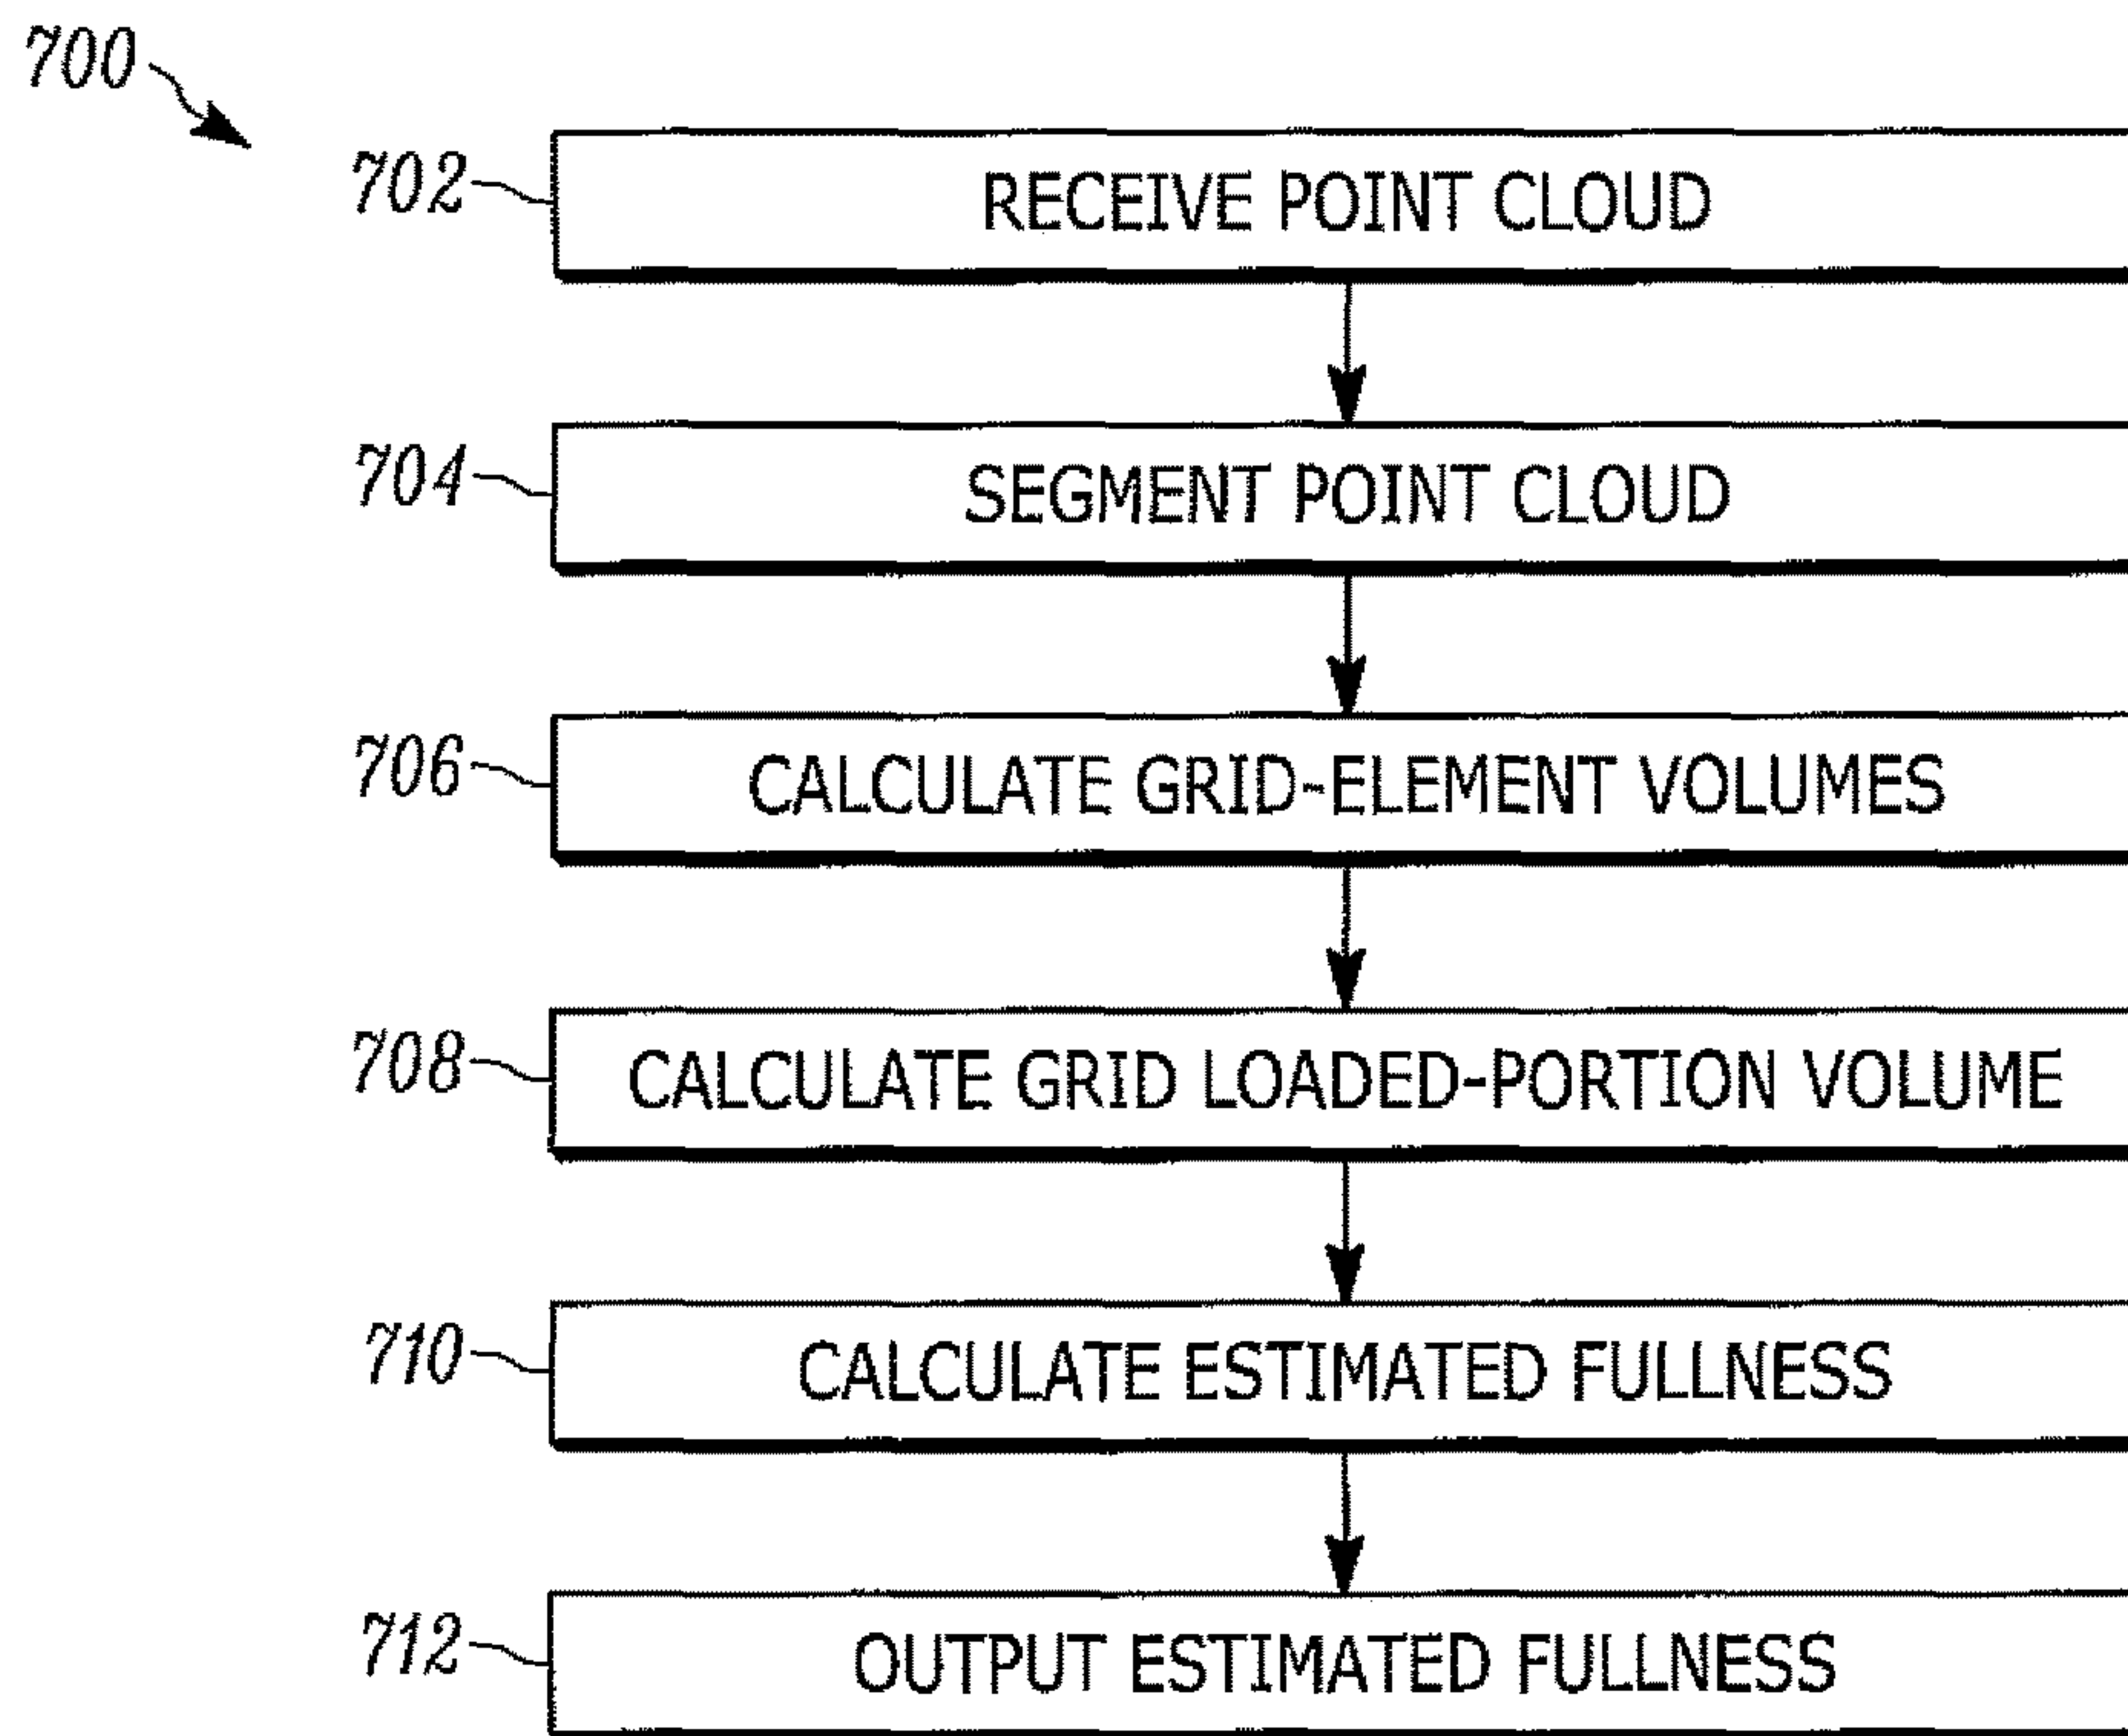 700
702 RECEIVE POINT CLOUD
704 SEGMENT POINT CLOUD
706 CALCULATE GRID-ELEMENT VOLUMES
708 CALCULATE GRID LOADED-PORTION VOLUME
710 CALCULATE ESTIMATED FULLNESS
712 OUTPUT ESTIMATED FULLNESS